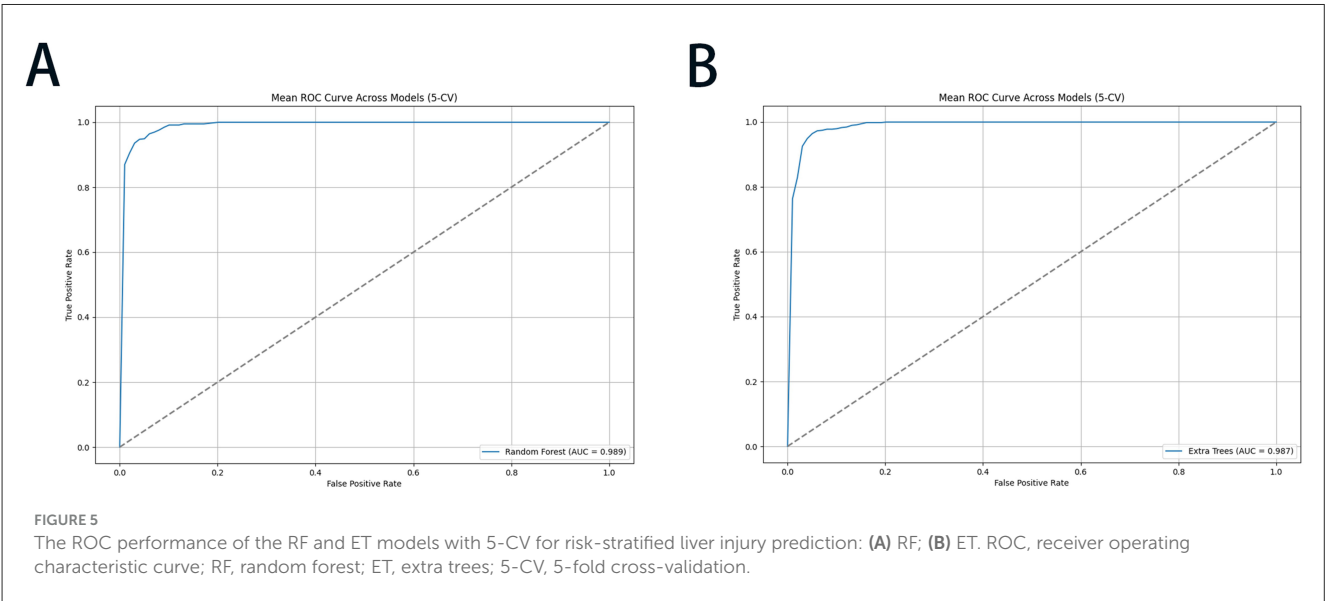 A
Mean ROC Curve Across Models (5-CV)
1.0
0.8
0.6
0.4
0.2
0.0
True Positive Rate
0.0 0.2 0.4 0.6 0.8 1.0
False Positive Rate
Random Forest (AUC = 0.989)
B
Mean ROC Curve Across Models (5-CV)
1.0
0.8
0.6
0.4
0.2
0.0
True Positive Rate
0.0 0.2 0.4 0.6 0.8 1.0
False Positive Rate
Extra Trees (AUC = 0.987)
FIGURE 5
The ROC performance of the RF and ET models with 5-CV for risk-stratified liver injury prediction: (A) RF; (B) ET. ROC, receiver operating
characteristic curve; RF, random forest; ET, extra trees; 5-CV, 5-fold cross-validation.